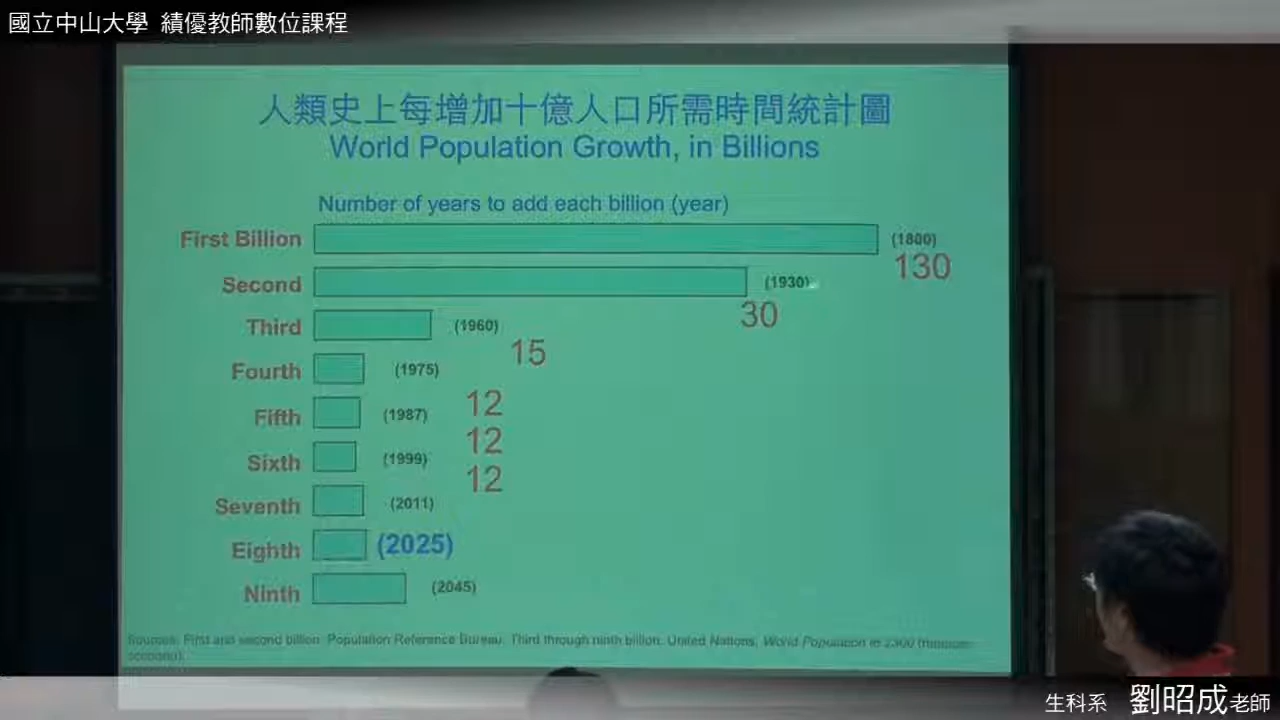 國立中山大學 績優教師數位課程
人類史上每增加十億人口所需時間統計圖
World Population Growth, in Billions
Number of years to add each billion (year)
First Billion (1800)
130
Second (1930)
30
Third (1960)
15
Fourth (1975)
12
Fifth (1987)
12
Sixth (1999)
12
Seventh (2011)
Eighth (2025)
Ninth (2045)
Sources: First and second billion: Population Reference Bureau. Third through ninth billion: United Nations, World Population in 2300 (medium
scenario).
生科系 劉昭成老師